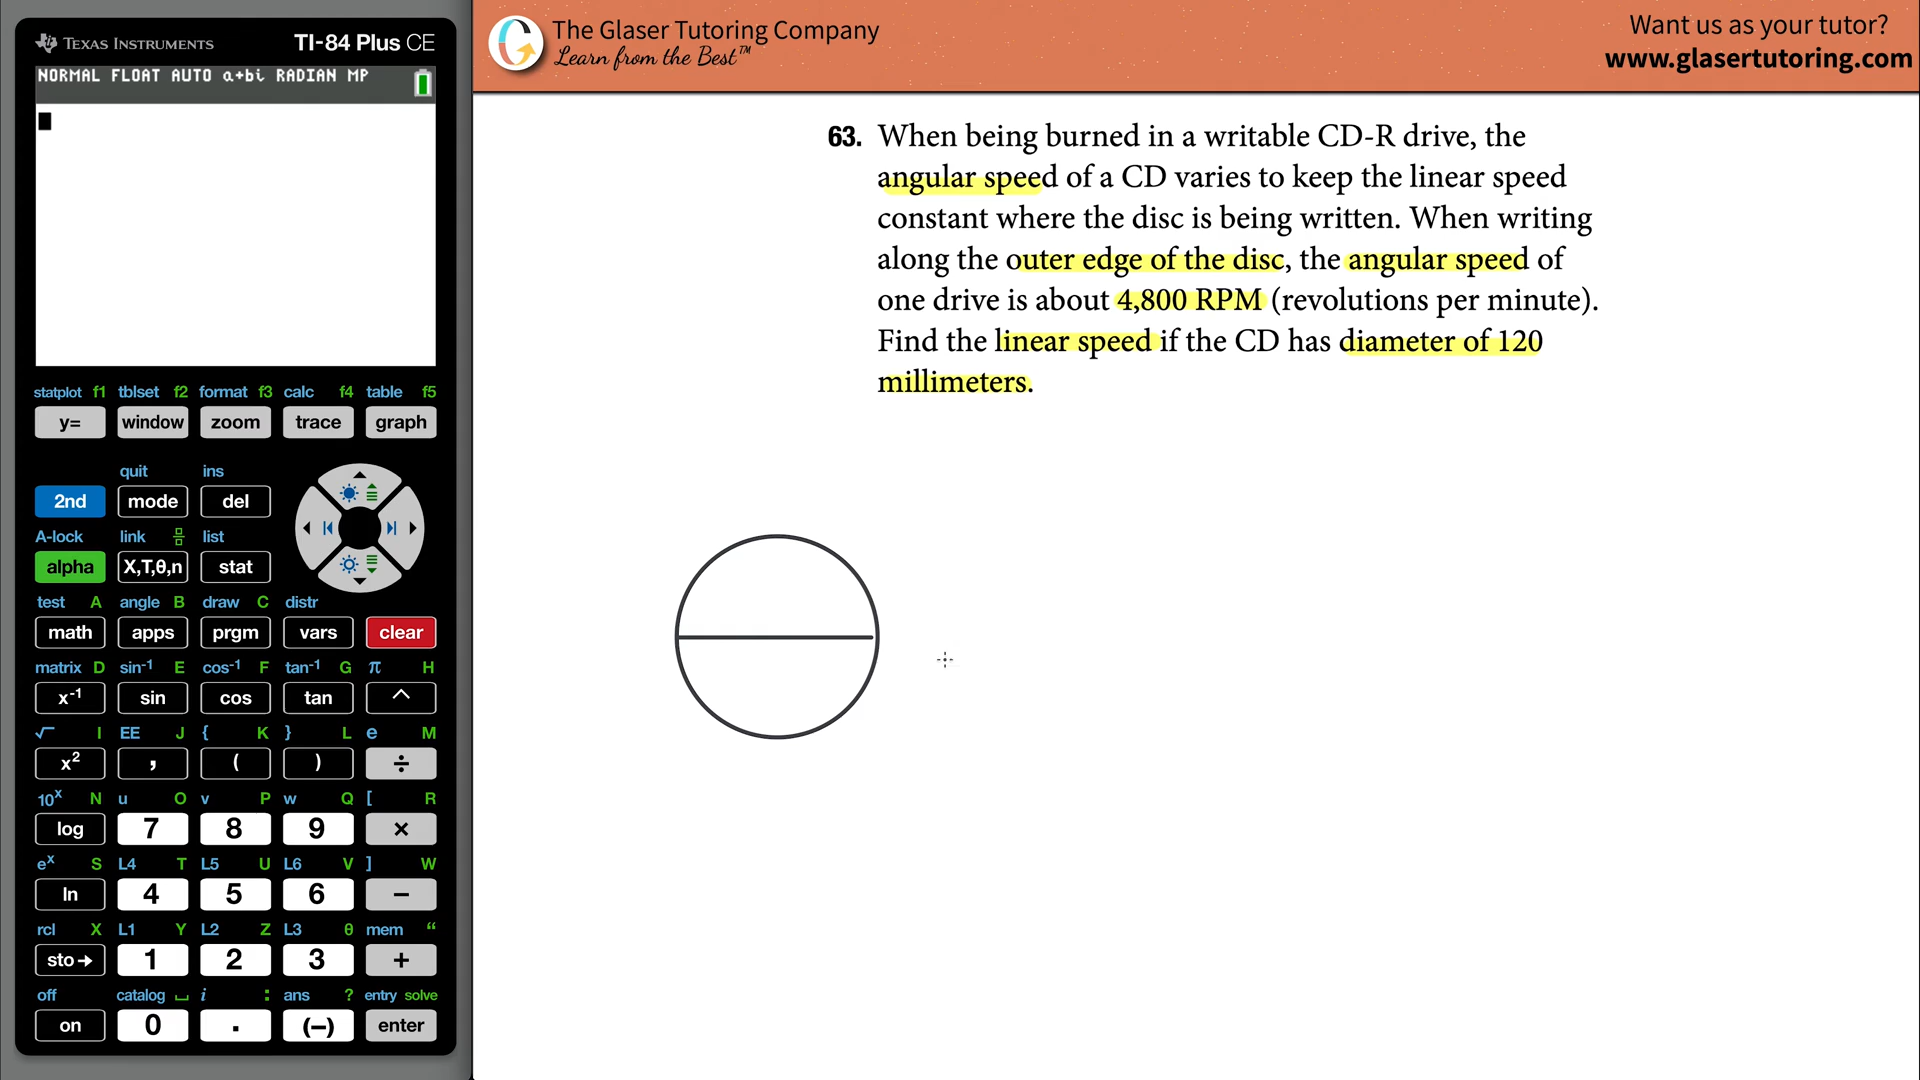 TEXAS INSTRUMENTS TI-84 Plus CE
NORMAL FLOAT AUTO a+bi RADIAN MP
statplot f1 tblset f2 format f3 calc f4 table f5
y= window zoom trace graph
quit ins
2nd mode del
A-lock link list
alpha X,T,θ,n stat
test A angle B draw C distr
math apps prgm vars clear
matrix D sin⁻¹ E cos⁻¹ F tan⁻¹ G π H
x⁻¹ sin cos tan ^
√ I EE J { K } L e M
x² , ( ) ÷
10ˣ N u O v P w Q [ R
log 7 8 9 ×
eˣ S L4 T L5 U L6 V ] W
ln 4 5 6 −
rcl X L1 Y L2 Z L3 θ mem “
sto→ 1 2 3 +
off catalog ⎵ i : ans ? entry solve
on 0 . (−) enter
The Glaser Tutoring Company
Learn from the Best™
Want us as your tutor?
www.glasertutoring.com
63. When being burned in a writable CD-R drive, the
angular speed of a CD varies to keep the linear speed
constant where the disc is being written. When writing
along the outer edge of the disc, the angular speed of
one drive is about 4,800 RPM (revolutions per minute).
Find the linear speed if the CD has diameter of 120
millimeters.